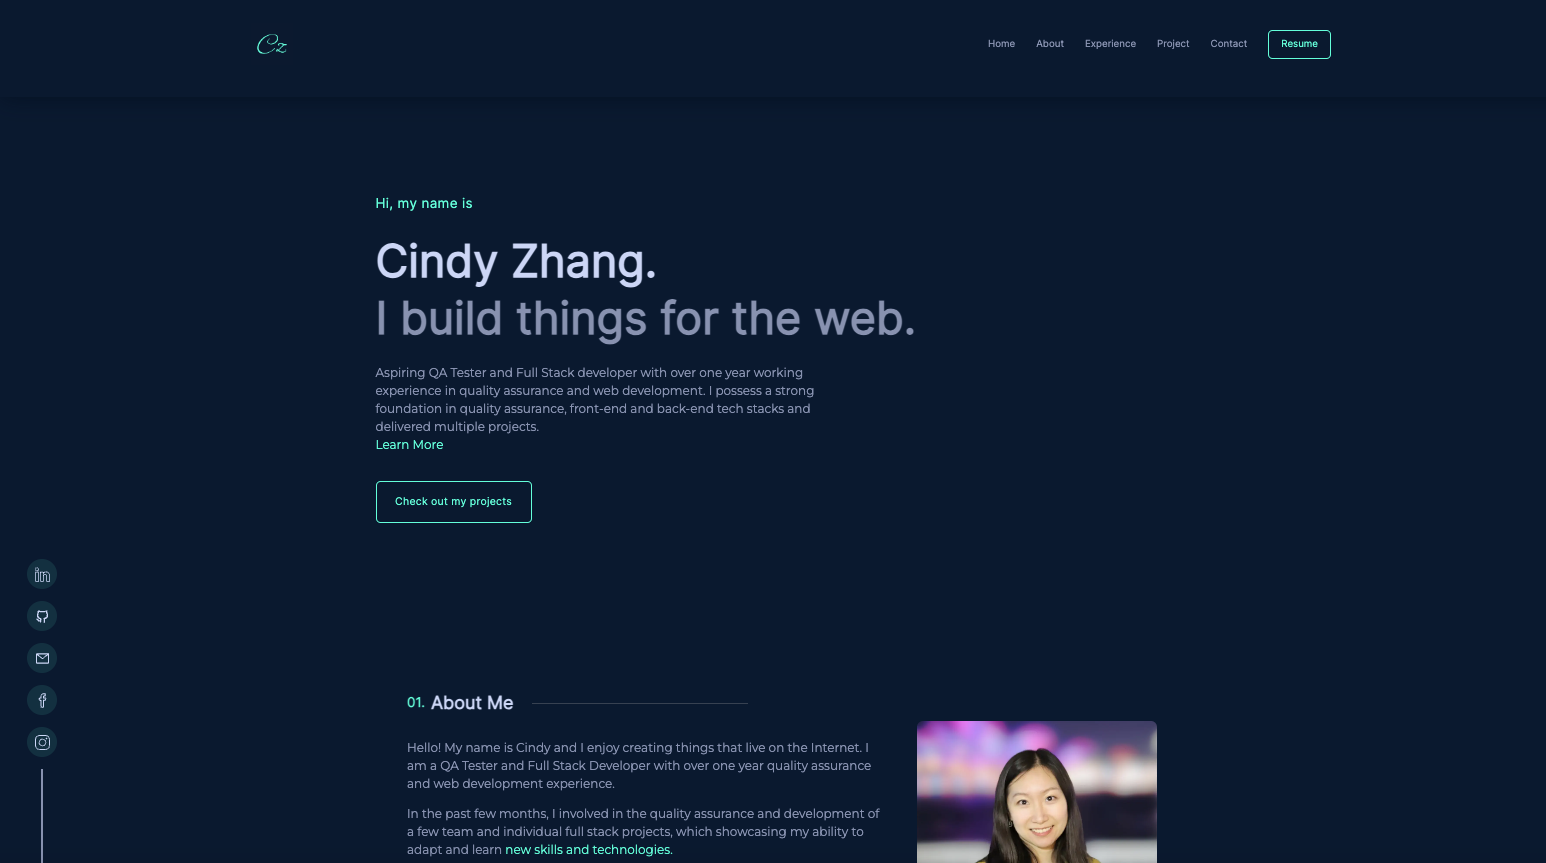 Cz
Home About Experience Project Contact Resume
Hi, my name is
Cindy Zhang.
I build things for the web.
Aspiring QA Tester and Full Stack developer with over one year working
experience in quality assurance and web development. I possess a strong
foundation in quality assurance, front-end and back-end tech stacks and
delivered multiple projects.
Learn More
Check out my projects
in
f
01. About Me
Hello! My name is Cindy and I enjoy creating things that live on the Internet. I
am a QA Tester and Full Stack Developer with over one year quality assurance
and web development experience.
In the past few months, I involved in the quality assurance and development of
a few team and individual full stack projects, which showcasing my ability to
adapt and learn new skills and technologies.